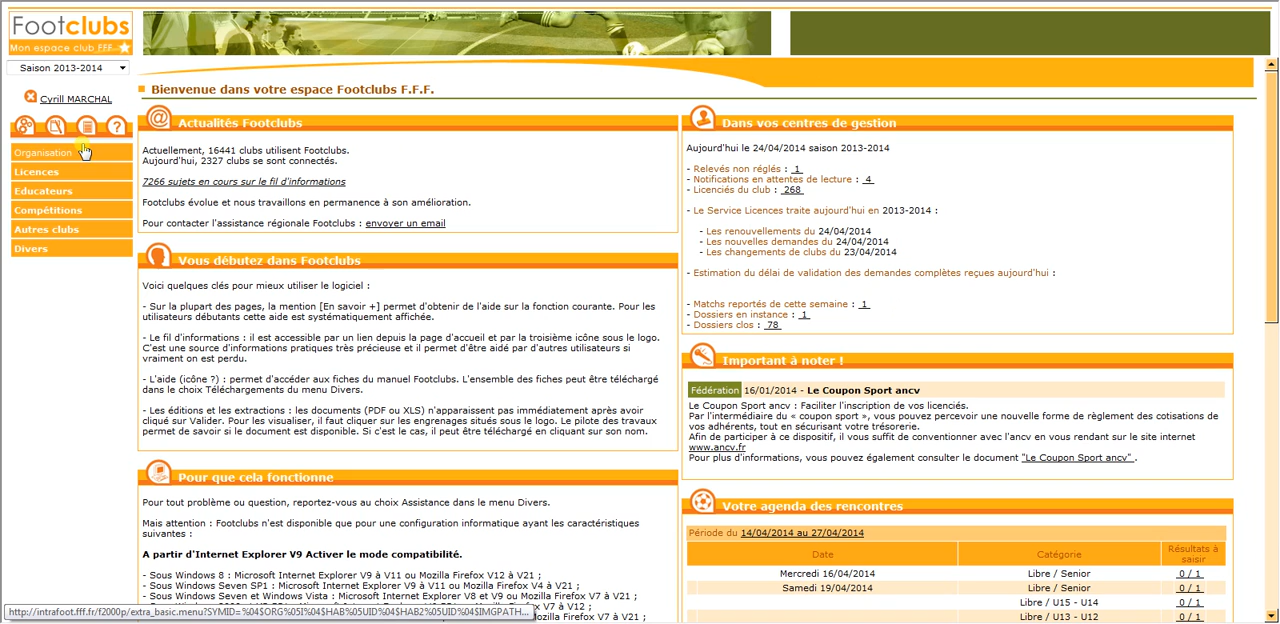 Footclubs
Mon espace club FFF
Saison 2013-2014
Cyrill MARCHAL
?
Organisation
Licences
Educateurs
Compétitions
Autres clubs
Divers
Bienvenue dans votre espace Footclubs F.F.F.
@ Actualités Footclubs
Actuellement, 16441 clubs utilisent Footclubs.
Aujourd'hui, 2327 clubs se sont connectés.
7266 sujets en cours sur le fil d'informations
Footclubs évolue et nous travaillons en permanence à son amélioration.
Pour contacter l'assistance régionale Footclubs : envoyer un email
Vous débutez dans Footclubs
Voici quelques clés pour mieux utiliser le logiciel :
- Sur la plupart des pages, la mention [En savoir +] permet d'obtenir de l'aide sur la fonction courante. Pour les
utilisateurs débutants cette aide est systématiquement affichée.
- Le fil d'informations : il est accessible par un lien depuis la page d'accueil et par la troisième icône sous le logo.
C'est une source d'informations pratiques très précieuse et il permet d'être aidé par d'autres utilisateurs si
vraiment on est perdu.
- L'aide (icône ?) : permet d'accéder aux fiches du manuel Footclubs. L'ensemble des fiches peut être téléchargé
dans le choix Téléchargements du menu Divers.
- Les éditions et les extractions : les documents (PDF ou XLS) n'apparaissent pas immédiatement après avoir
cliqué sur Valider. Pour les visualiser, il faut cliquer sur les engrenages situés sous le logo. Le pilote des travaux
permet de savoir si le document est disponible. Si c'est le cas, il peut être téléchargé en cliquant sur son nom.
Pour que cela fonctionne
Pour tout problème ou question, reportez-vous au choix Assistance dans le menu Divers.
Mais attention : Footclubs n'est disponible que pour une configuration informatique ayant les caractéristiques
suivantes :
A partir d'Internet Explorer V9 Activer le mode compatibilité.
- Sous Windows 8 : Microsoft Internet Explorer V9 à V11 ou Mozilla Firefox V12 à V21 ;
- Sous Windows Seven SP1 : Microsoft Internet Explorer V9 à V11 ou Mozilla Firefox V4 à V21 ;
- Sous Windows Seven et Windows Vista : Microsoft Internet Explorer V8 et V9 ou Mozilla Firefox
à V21 ;
http://intrafoot.fff.fr/f2000p/extra_basic.menu?SYMID=%04$ORG%05I%04$HAB%05UID%04$HAB2%05UID%04$IMGPATH...
Dans vos centres de gestion
Aujourd'hui le 24/04/2014 saison 2013-2014
- Relevés non réglés : 1
- Notifications en attentes de lecture : 4
- Licenciés du club : 268
- Le Service Licences traite aujourd'hui en 2013-2014 :
- Les renouvellements du 24/04/2014
- Les nouvelles demandes du 24/04/2014
- Les changements de clubs du 23/04/2014
- Estimation du délai de validation des demandes complètes reçues aujourd'hui :
- Matchs reportés de cette semaine : 1
- Dossiers en instance : 1
- Dossiers clos : 78
Important à noter !
Fédération 16/01/2014 - Le Coupon Sport ancv
Le Coupon Sport ancv : Faciliter l'inscription de vos licenciés.
Par l'intermédiaire du « coupon sport », vous pouvez percevoir une nouvelle forme de règlement des cotisations de
vos adhérents, tout en sécurisant votre trésorerie.
Afin de participer à ce dispositif, il vous suffit de conventionner avec l'ancv en vous rendant sur le site internet
www.ancv.fr
Pour plus d'informations, vous pouvez également consulter le document "Le Coupon Sport ancv" .
Votre agenda des rencontres
Période du 14/04/2014 au 27/04/2014
Date Catégorie Résultats à saisir
Mercredi 16/04/2014 Libre / Senior 0 / 1
Samedi 19/04/2014 Libre / Senior 0 / 1
Libre / U15 - U14 0 / 1
Libre / U13 - U12 0 / 1